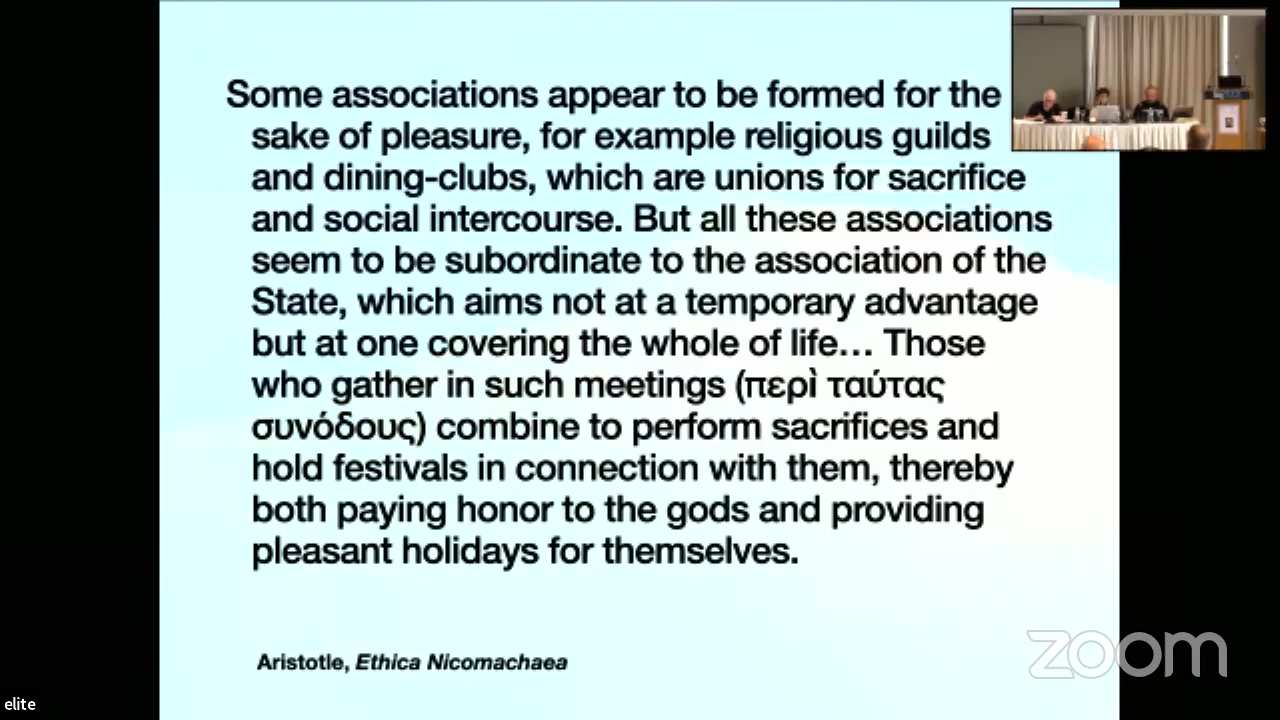 Some associations appear to be formed for the
sake of pleasure, for example religious guilds
and dining-clubs, which are unions for sacrifice
and social intercourse. But all these associations
seem to be subordinate to the association of the
State, which aims not at a temporary advantage
but at one covering the whole of life… Those
who gather in such meetings (περὶ ταύτας
συνόδους) combine to perform sacrifices and
hold festivals in connection with them, thereby
both paying honor to the gods and providing
pleasant holidays for themselves.
Aristotle, Ethica Nicomachaea
zoom
elite